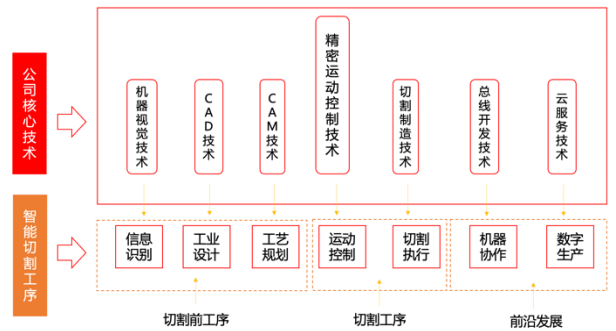 公司核心技术
机器视觉技术
CAD技术
CAM技术
精密运动控制技术
切割制造技术
总线开发技术
云服务技术
智能切割工序
信息
识别
工业
设计
工艺
规划
运动
控制
切割
执行
机器
协作
数字
生产
切割前工序
切割工序
前沿发展